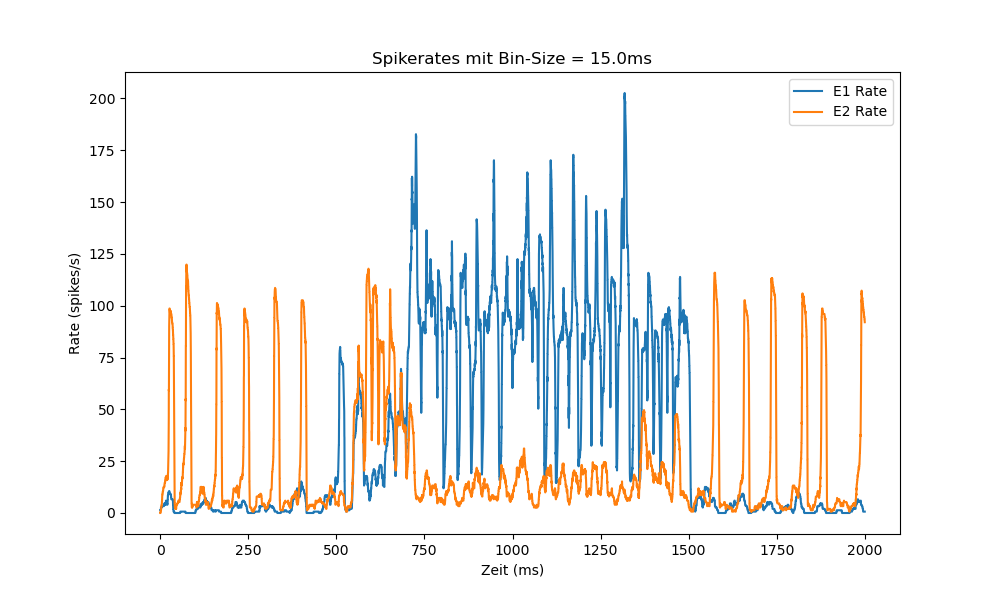 Spikerates mit Bin-Size = 15.0ms
E1 Rate
E2 Rate
Rate (spikes/s)
200
175
150
125
100
75
50
25
0
0 250 500 750 1000 1250 1500 1750 2000
Zeit (ms)